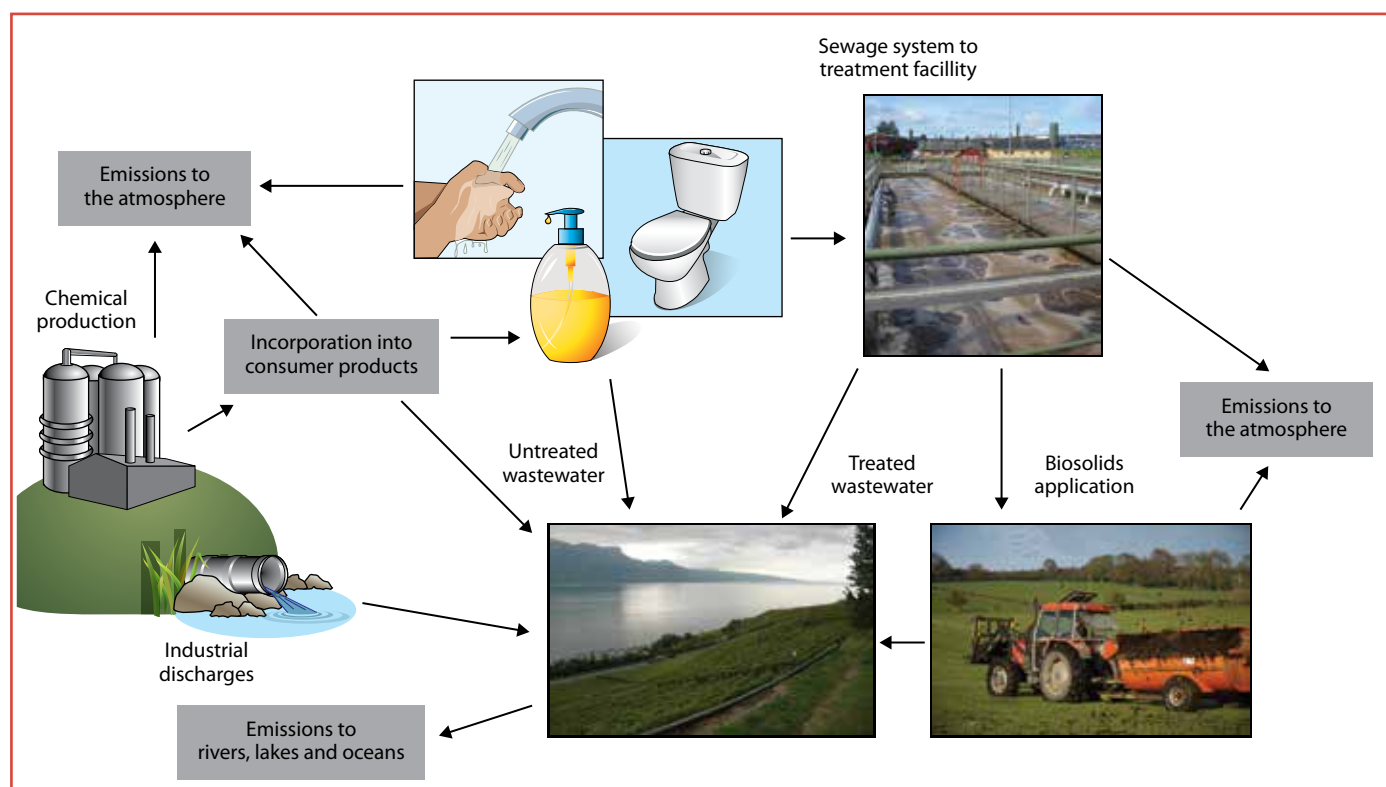 Sewage system to
treatment facillity
Emissions to
the atmosphere
Chemical
production
Incorporation into
consumer products
Emissions to
the atmosphere
Untreated
wastewater
Treated
wastewater
Biosolids
application
Industrial
discharges
Emissions to
rivers, lakes and oceans